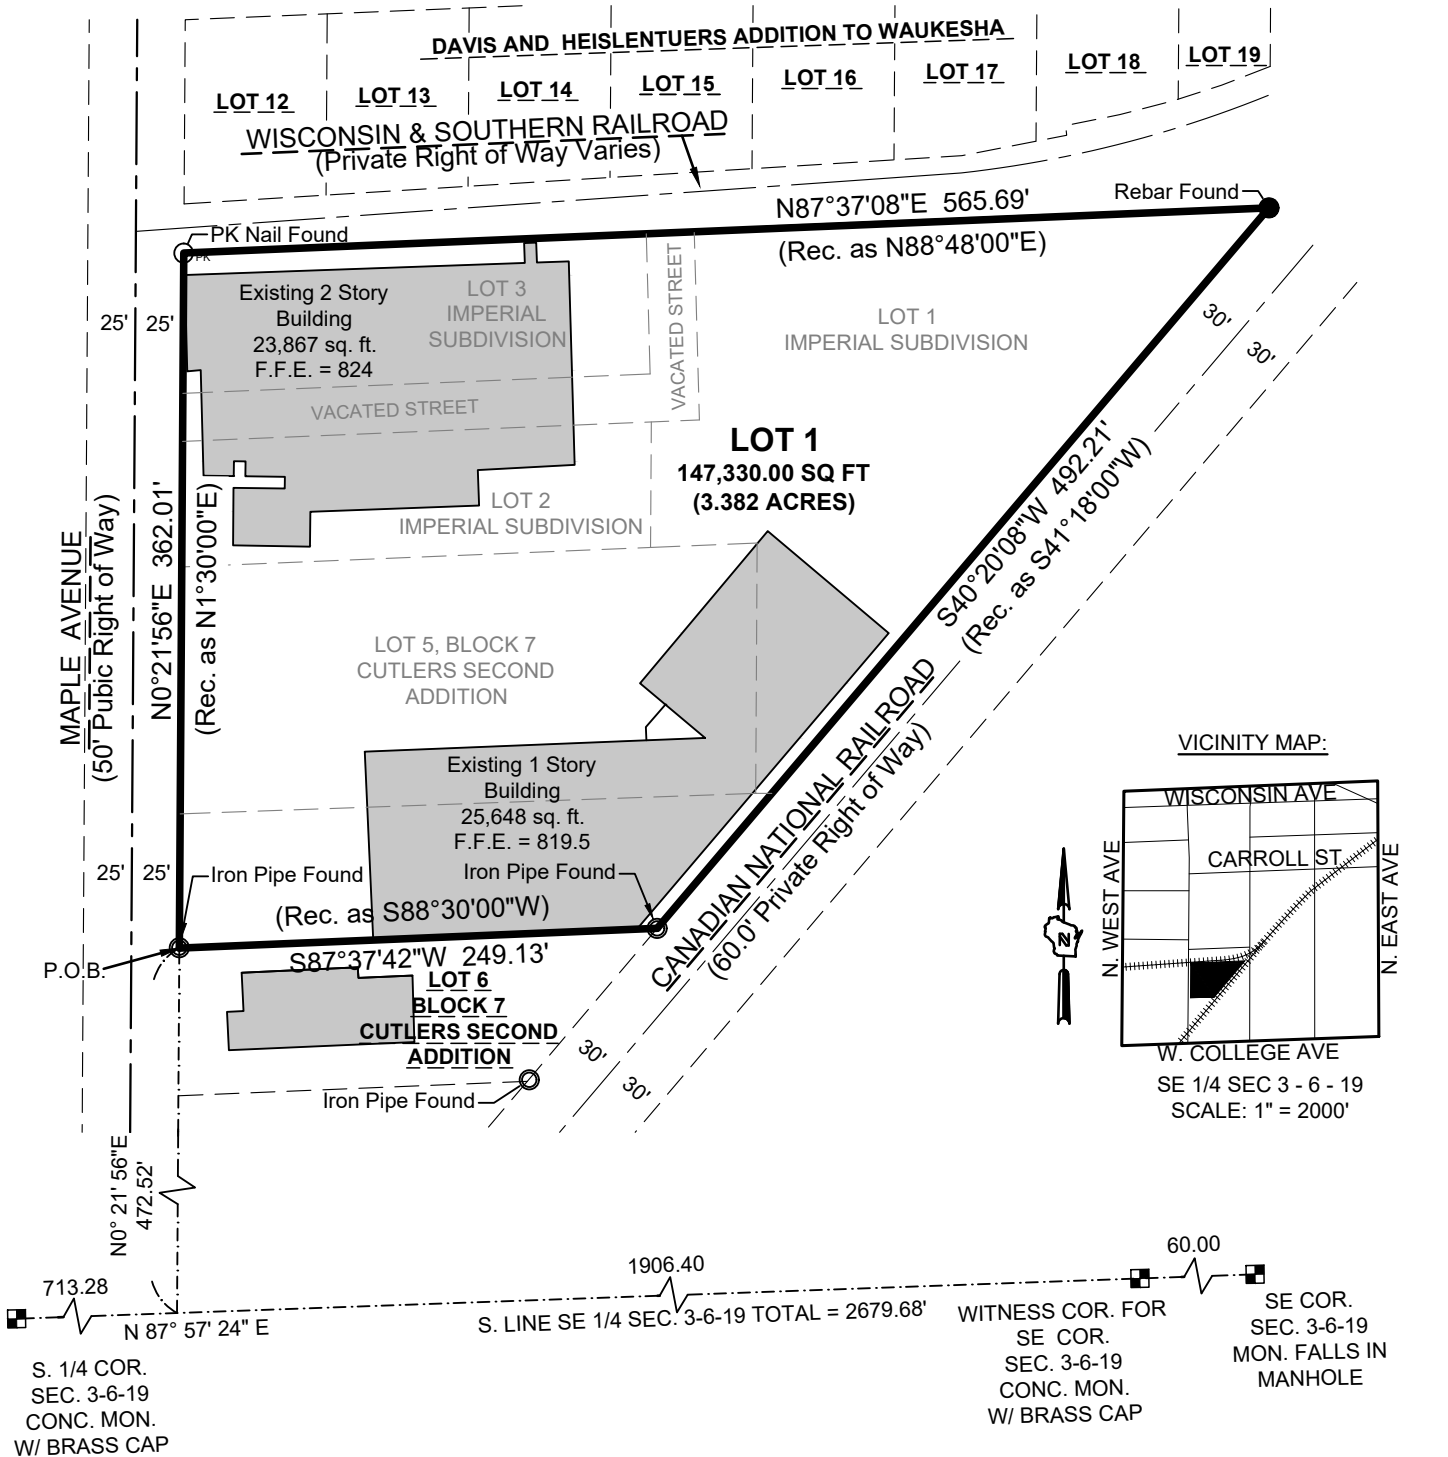 DAVIS AND HEISLENTUERS ADDITION TO WAUKESHA
LOT 12
LOT 13
LOT 14
LOT 15
LOT 16
LOT 17
LOT 18
LOT 19
WISCONSIN & SOUTHERN RAILROAD
(Private Right of Way Varies)
N87°37'08"E 565.69'
(Rec. as N88°48'00"E)
Rebar Found
PK Nail Found
PK
Existing 2 Story
Building
23,867 sq. ft.
F.F.E. = 824
LOT 3
IMPERIAL
SUBDIVISION
VACATED STREET
VACATED STREET
LOT 1
IMPERIAL SUBDIVISION
25'
25'
30'
30'
LOT 1
147,330.00 SQ FT
(3.382 ACRES)
LOT 2
IMPERIAL SUBDIVISION
MAPLE AVENUE
(50' Pubic Right of Way)
N0°21'56"E 362.01'
(Rec. as N1°30'00"E)
S40°20'08"W 492.21'
(Rec. as S41°18'00"W)
LOT 5, BLOCK 7
CUTLERS SECOND
ADDITION
CANADIAN NATIONAL RAILROAD
(60.0' Private Right of Way)
Existing 1 Story
Building
25,648 sq. ft.
F.F.E. = 819.5
25'
25'
Iron Pipe Found
Iron Pipe Found
(Rec. as S88°30'00"W)
S87°37'42"W 249.13'
P.O.B.
LOT 6
BLOCK 7
CUTLERS SECOND
ADDITION
30'
30'
Iron Pipe Found
VICINITY MAP:
WISCONSIN AVE
CARROLL ST
N. WEST AVE
N. EAST AVE
N
W. COLLEGE AVE
SE 1/4 SEC 3 - 6 - 19
SCALE: 1" = 2000'
N0° 21' 56"E
472.52'
713.28
1906.40
60.00
N 87° 57' 24" E
S. LINE SE 1/4 SEC. 3-6-19 TOTAL = 2679.68'
S. 1/4 COR.
SEC. 3-6-19
CONC. MON.
W/ BRASS CAP
WITNESS COR. FOR
SE COR.
SEC. 3-6-19
CONC. MON.
W/ BRASS CAP
SE COR.
SEC. 3-6-19
MON. FALLS IN
MANHOLE